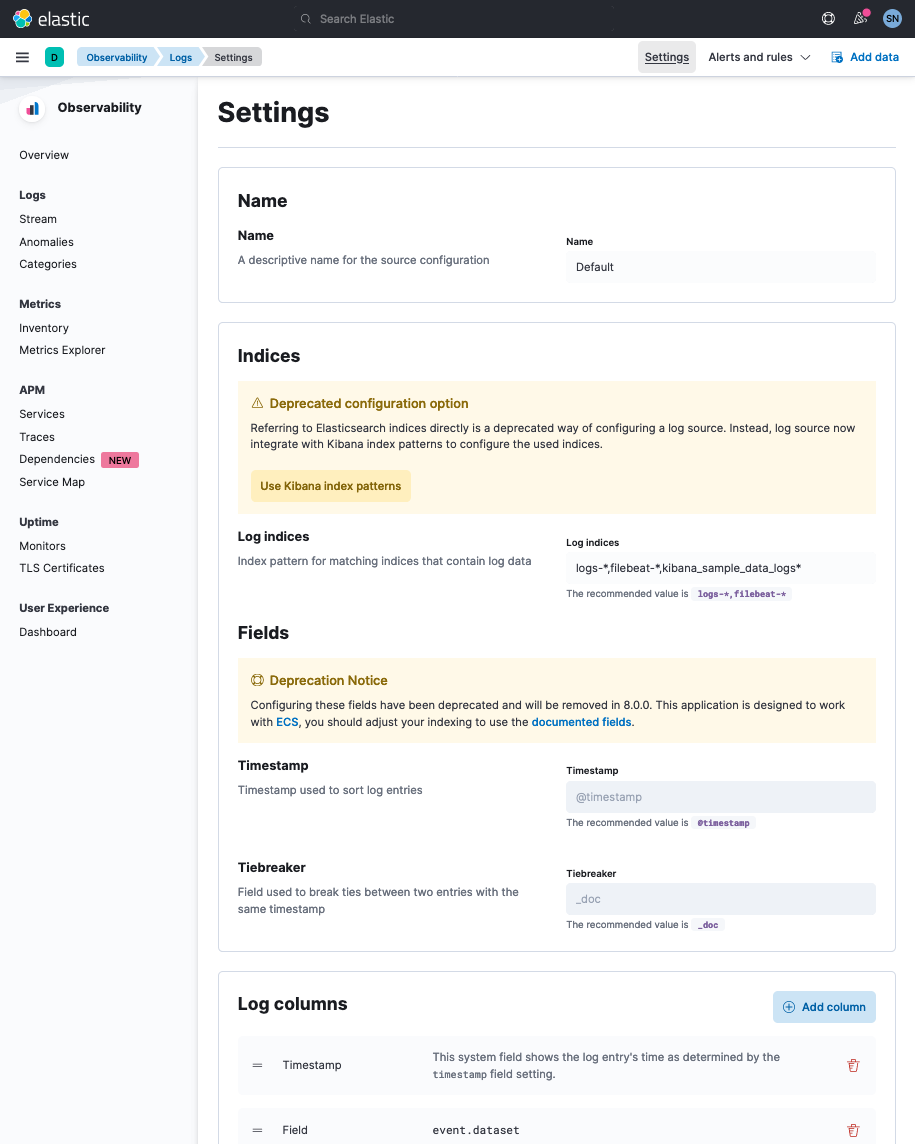 elastic
Search Elastic
SN
D
Observability
Logs
Settings
Settings
Alerts and rules
Add data
Observability
Overview
Logs
Stream
Anomalies
Categories
Metrics
Inventory
Metrics Explorer
APM
Services
Traces
Dependencies NEW
Service Map
Uptime
Monitors
TLS Certificates
User Experience
Dashboard
Settings
Name
Name
A descriptive name for the source configuration
Name
Default
Indices
Deprecated configuration option
Referring to Elasticsearch indices directly is a deprecated way of configuring a log source. Instead, log source now
integrate with Kibana index patterns to configure the used indices.
Use Kibana index patterns
Log indices
Index pattern for matching indices that contain log data
Log indices
logs-*,filebeat-*,kibana_sample_data_logs*
The recommended value is logs-*,filebeat-*
Fields
Deprecation Notice
Configuring these fields have been deprecated and will be removed in 8.0.0. This application is designed to work
with ECS, you should adjust your indexing to use the documented fields.
Timestamp
Timestamp used to sort log entries
Timestamp
@timestamp
The recommended value is @timestamp
Tiebreaker
Field used to break ties between two entries with the
same timestamp
Tiebreaker
_doc
The recommended value is _doc
Log columns
Add column
Timestamp
This system field shows the log entry's time as determined by the
timestamp field setting.
Field
event.dataset